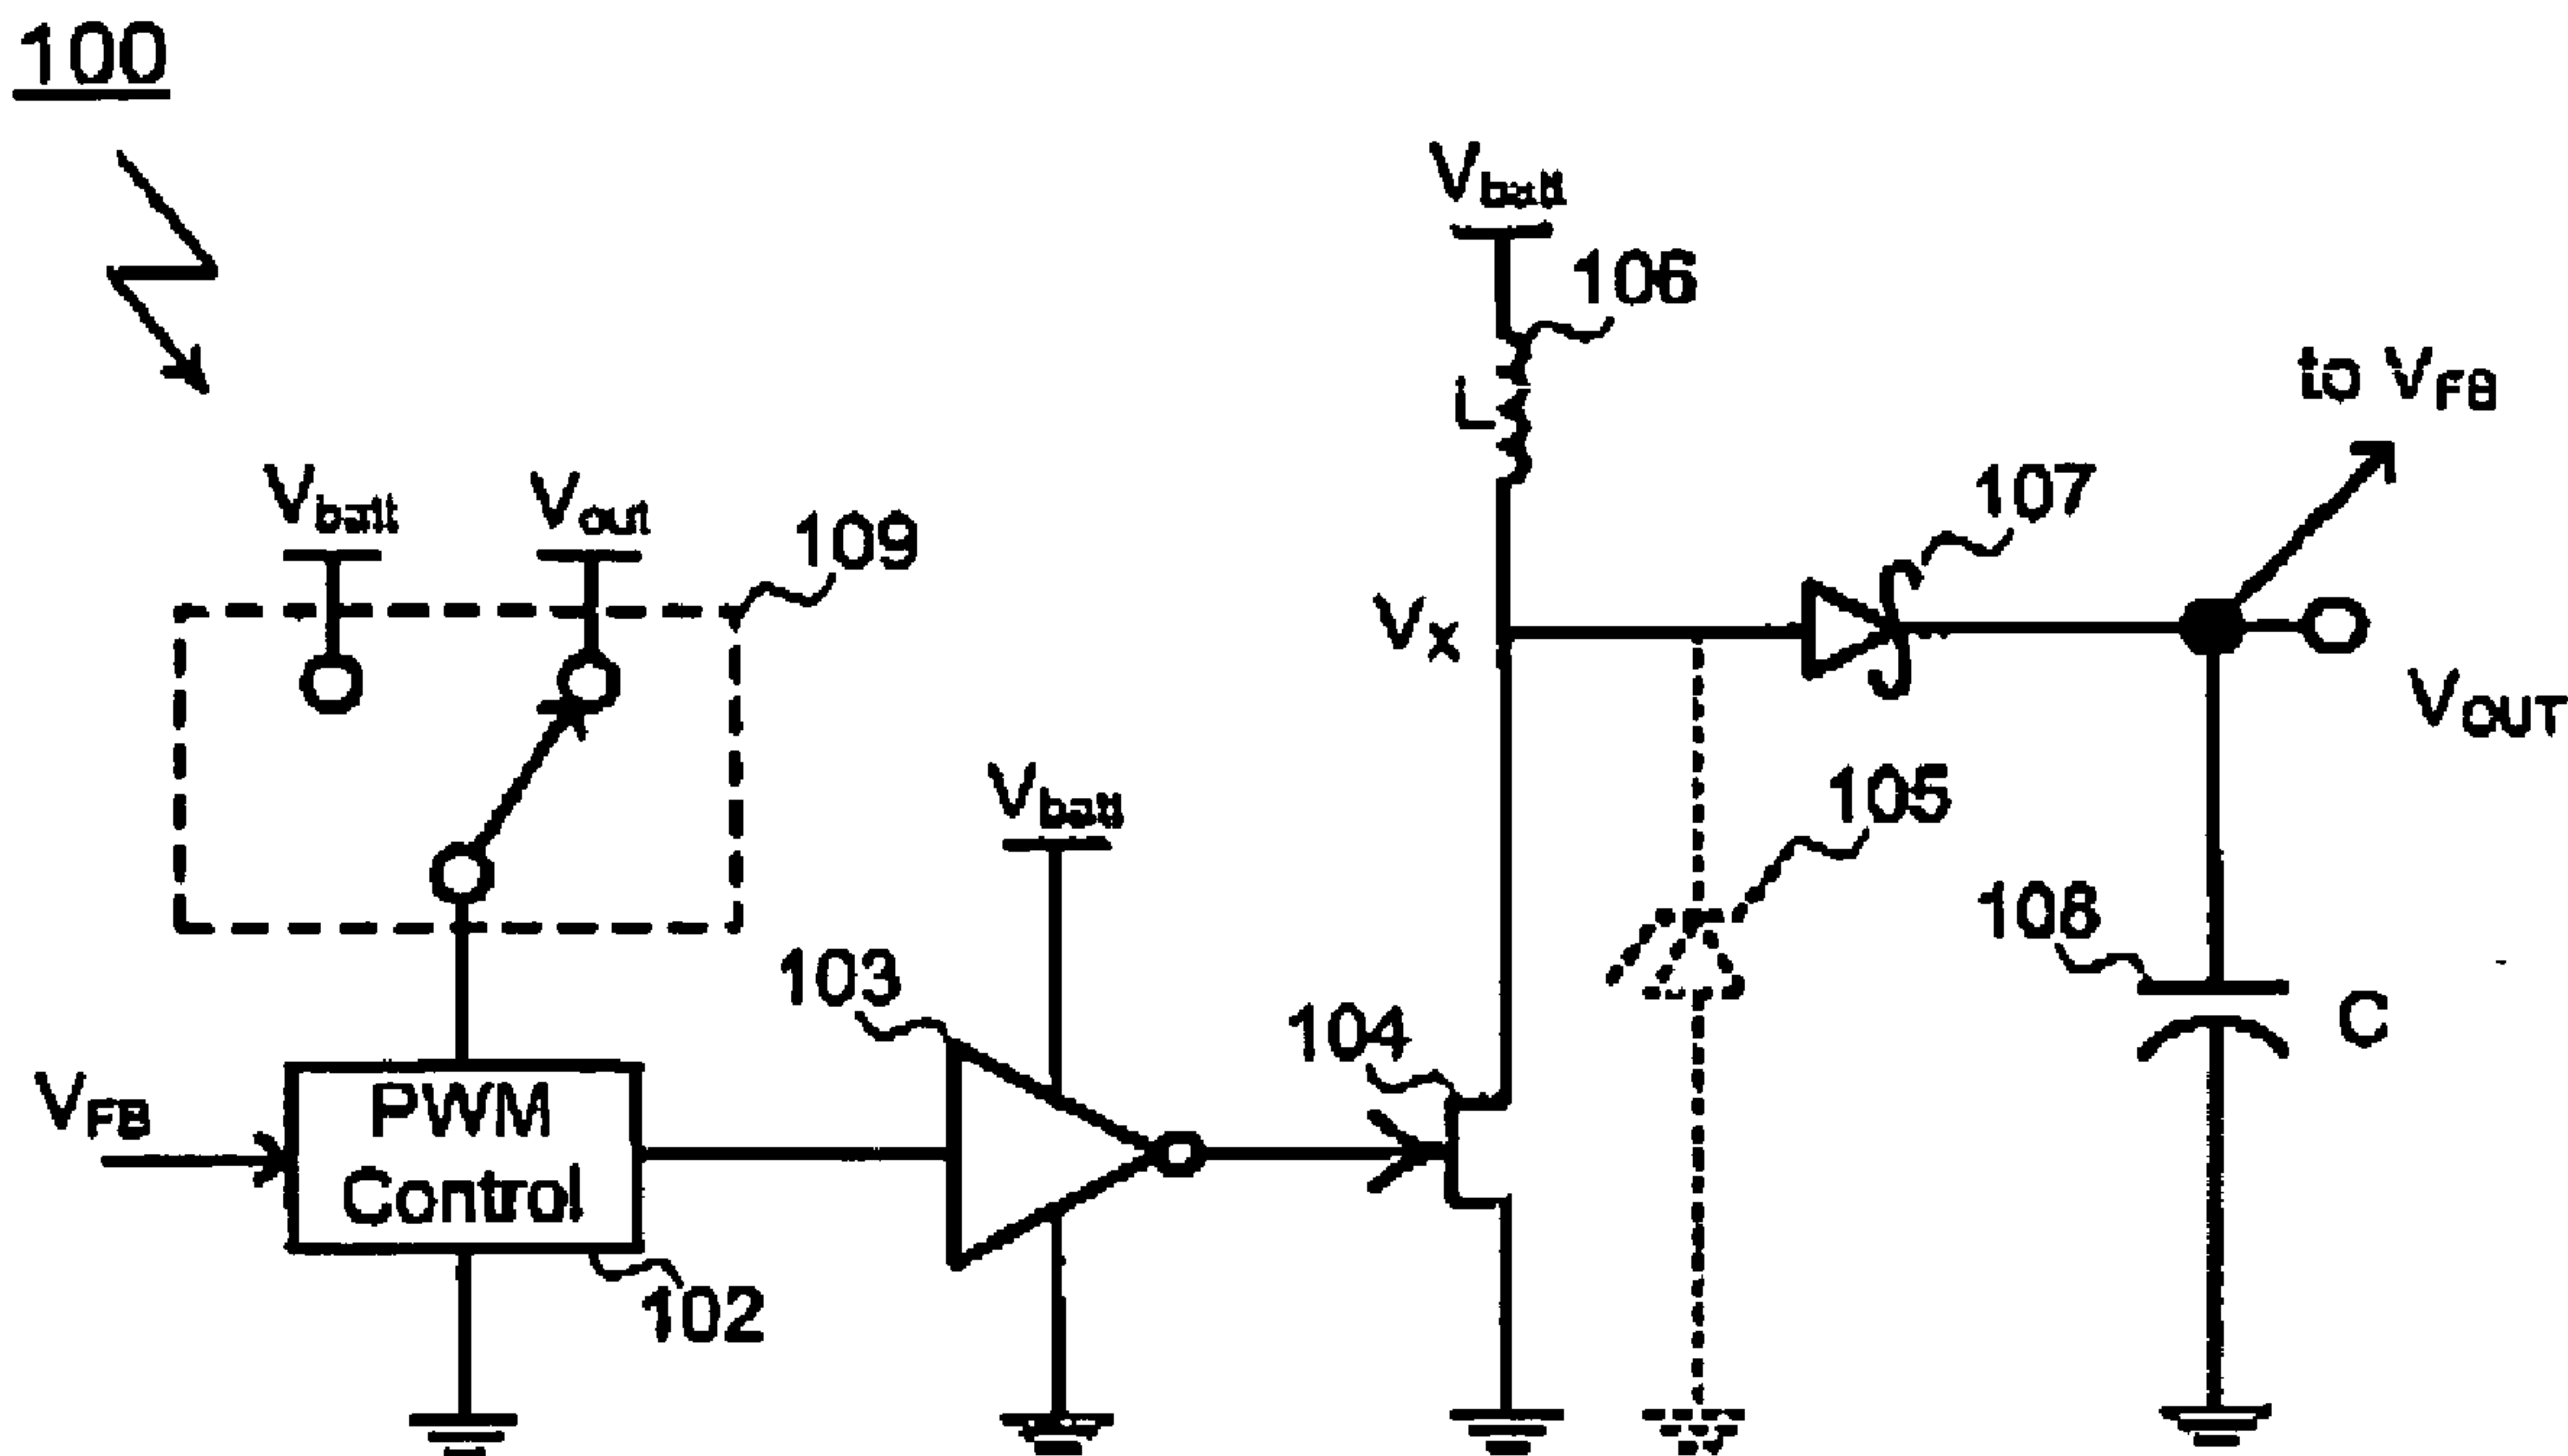 100
Vbatt
106
L
to VFB
Vbatt
Vout
109
107
VX
VOUT
Vbatt
105
108
C
103
104
VFB
PWM
Control
102